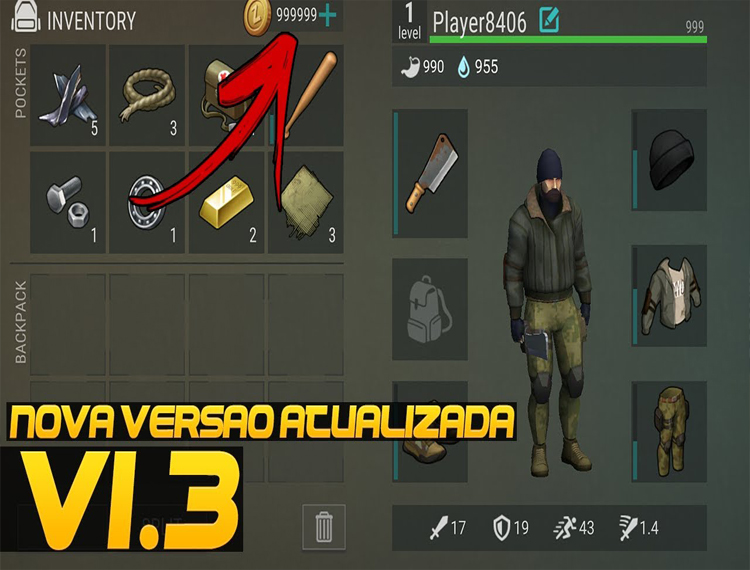 INVENTORY
999999
POCKETS
5
3
1
1
2
3
BACKPACK
1
level
Player8406
999
990
955
17
19
43
1.4
NOVA VERSAO ATUALIZADA
V1.3